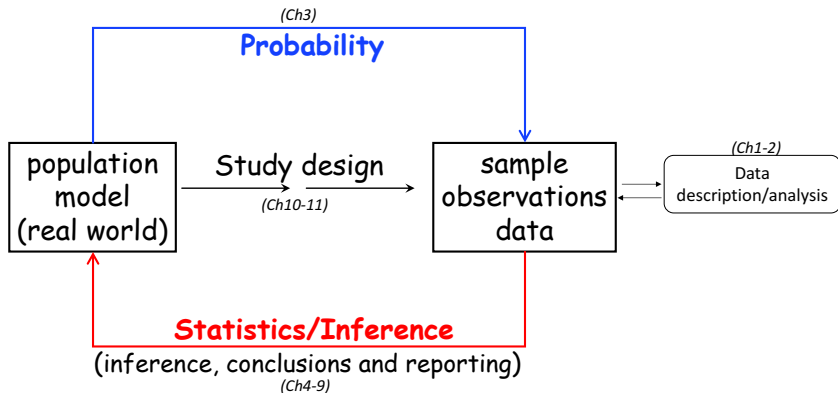 (Ch3)
Probability
population
model
(real world)
Study design
(Ch10-11)
sample
observations
data
(Ch1-2)
Data
description/analysis
Statistics/Inference
(inference, conclusions and reporting)
(Ch4-9)